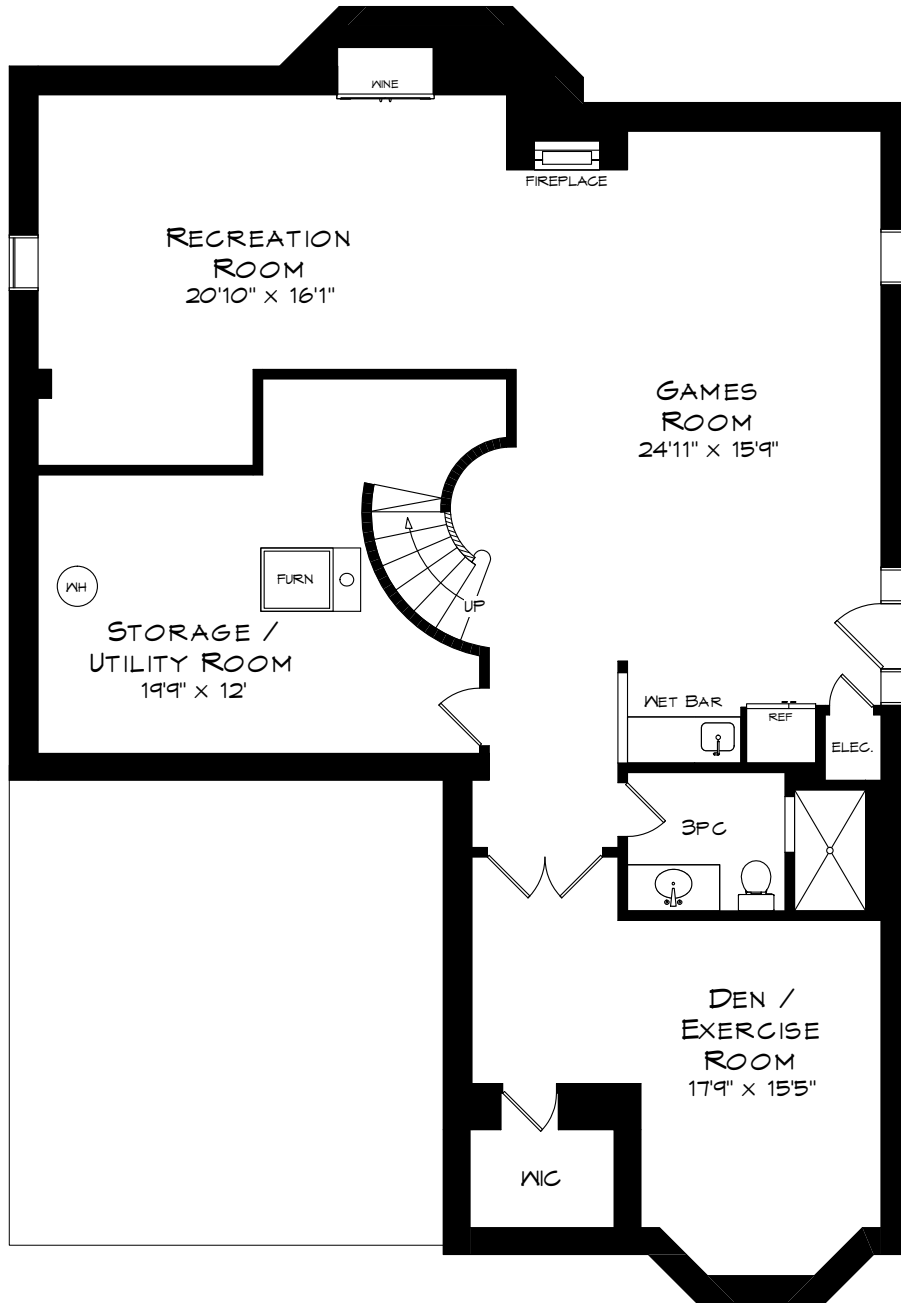 WINE
FIREPLACE
RECREATION
ROOM
20'10" x 16'1"
GAMES
ROOM
24'11" x 15'9"
FURN
WH
UP
STORAGE /
UTILITY ROOM
19'9" x 12'
WET BAR
REF
ELEC.
3PC
DEN /
EXERCISE
ROOM
17'9" x 15'5"
WIC